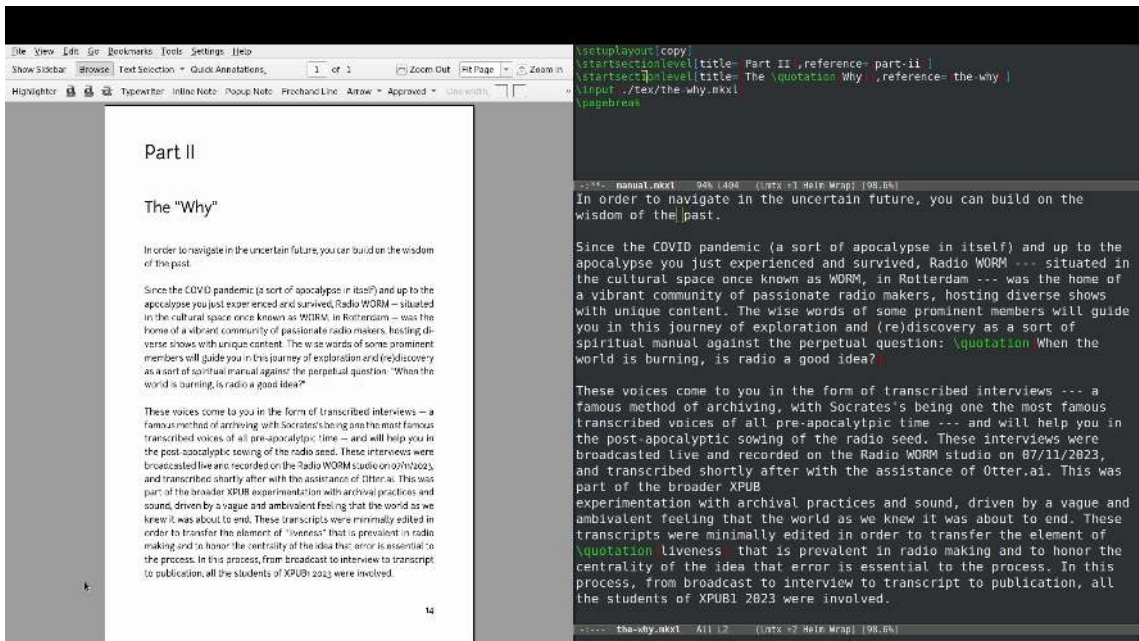 File View Edit Go Bookmarks Tools Settings Help
Show Sidebar Browse Text Selection Quick Annotations 1 of 1 Zoom Out Fit Page Zoom In
Highlighter Typewriter Inline Note Popup Note Freehand Line Arrow Approved Line width
Part II
The "Why"
In order to navigate in the uncertain future, you can build on the wisdom
of the past.
Since the COVID pandemic (a sort of apocalypse in itself) and up to the
apocalypse you just experienced and survived, Radio WORM — situated
in the cultural space once known as WORM, in Rotterdam — was the
home of a vibrant community of passionate radio makers, hosting di-
verse shows with unique content. The wise words of some prominent
members will guide you in this journey of exploration and (re)discovery
as a sort of spiritual manual against the perpetual question: "When the
world is burning, is radio a good idea?"
These voices come to you in the form of transcribed interviews — a
famous method of archiving, with Socrates's being one the most famous
transcribed voices of all pre-apocalytpic time — and will help you in
the post-apocalyptic sowing of the radio seed. These interviews were
broadcasted live and recorded on the Radio WORM studio on 07/11/2023,
and transcribed shortly after with the assistance of Otter.ai. This was
part of the broader XPUB experimentation with archival practices and
sound, driven by a vague and ambivalent feeling that the world as we
knew it was about to end. These transcripts were minimally edited in
order to transfer the element of "liveness" that is prevalent in radio
making and to honor the centrality of the idea that error is essential to
the process. In this process, from broadcast to interview to transcript
to publication, all the students of XPUB1 2023 were involved.
14
\setuplayout[copy]
\startsectionlevel[title={Part II},reference={part-ii}]
\startsectionlevel[title={The \quotation{Why}},reference={the-why}]
\input{./tex/the-why.mkxl}
\pagebreak
-:**- manual.mkxl 94% L404 (Lmtx +1 Helm Wrap) [98.6%]
In order to navigate in the uncertain future, you can build on the
wisdom of the past.
Since the COVID pandemic (a sort of apocalypse in itself) and up to the
apocalypse you just experienced and survived, Radio WORM --- situated in
the cultural space once known as WORM, in Rotterdam --- was the home of
a vibrant community of passionate radio makers, hosting diverse shows
with unique content. The wise words of some prominent members will guide
you in this journey of exploration and (re)discovery as a sort of
spiritual manual against the perpetual question: \quotation{When the
world is burning, is radio a good idea?}
These voices come to you in the form of transcribed interviews --- a
famous method of archiving, with Socrates's being one the most famous
transcribed voices of all pre-apocalytpic time --- and will help you in
the post-apocalyptic sowing of the radio seed. These interviews were
broadcasted live and recorded on the Radio WORM studio on 07/11/2023,
and transcribed shortly after with the assistance of Otter.ai. This was
part of the broader XPUB
experimentation with archival practices and sound, driven by a vague and
ambivalent feeling that the world as we knew it was about to end. These
transcripts were minimally edited in order to transfer the element of
\quotation{liveness} that is prevalent in radio making and to honor the
centrality of the idea that error is essential to the process. In this
process, from broadcast to interview to transcript to publication, all
the students of XPUB1 2023 were involved.
-:--- the-why.mkxl All L2 (Lmtx +2 Helm Wrap) [98.6%]